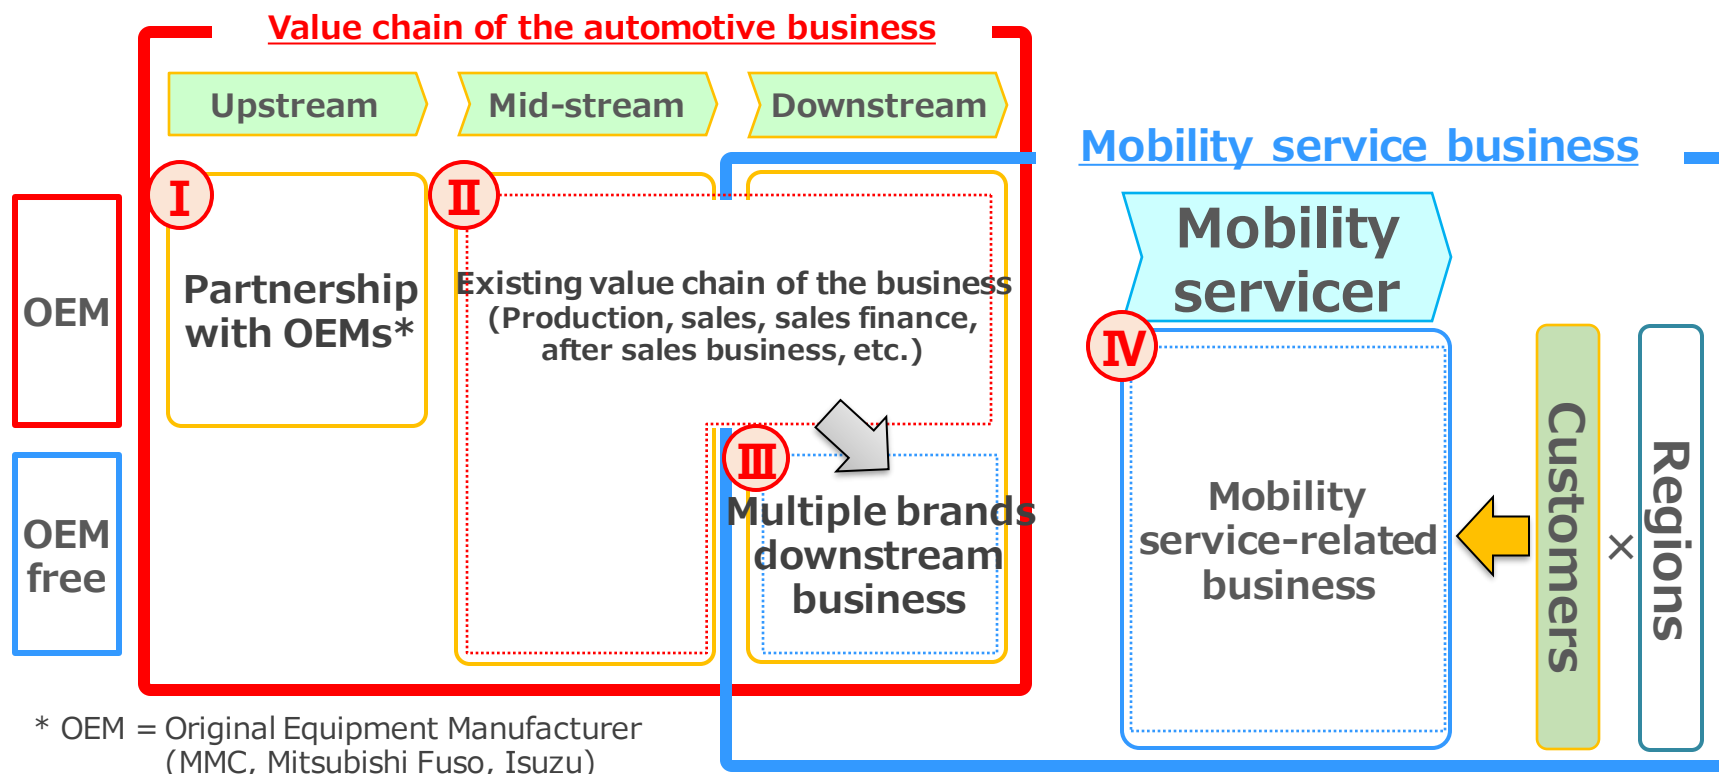 Value chain of the automotive business
Upstream
Mid-stream
Downstream
Mobility service business
OEM
OEM
free
Ⅰ
Partnership
with OEMs*
Ⅱ
Existing value chain of the business
(Production, sales, sales finance,
after sales business, etc.)
Ⅲ
Multiple brands
downstream
business
Mobility
servicer
Ⅳ
Mobility
service-related
business
Customers
×
Regions
* OEM = Original Equipment Manufacturer
(MMC, Mitsubishi Fuso, Isuzu)